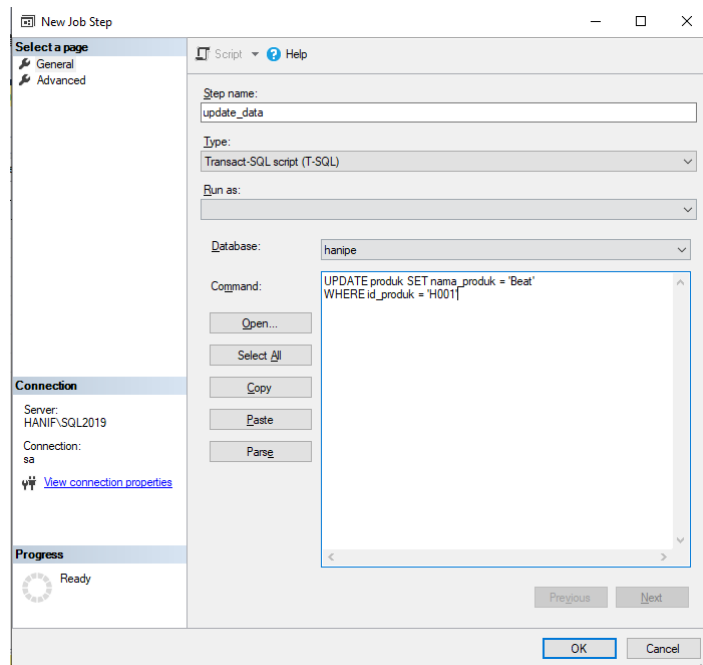 New Job Step
Select a page
General
Advanced
Script
Help
Step name:
update_data
Type:
Transact-SQL script (T-SQL)
Run as:
Database:
hanipe
Command:
UPDATE produk SET nama_produk = 'Beat'
WHERE id_produk = 'H001'
Open...
Select All
Copy
Paste
Parse
Connection
Server:
HANIF\SQL2019
Connection:
sa
View connection properties
Progress
Ready
Previous
Next
OK
Cancel